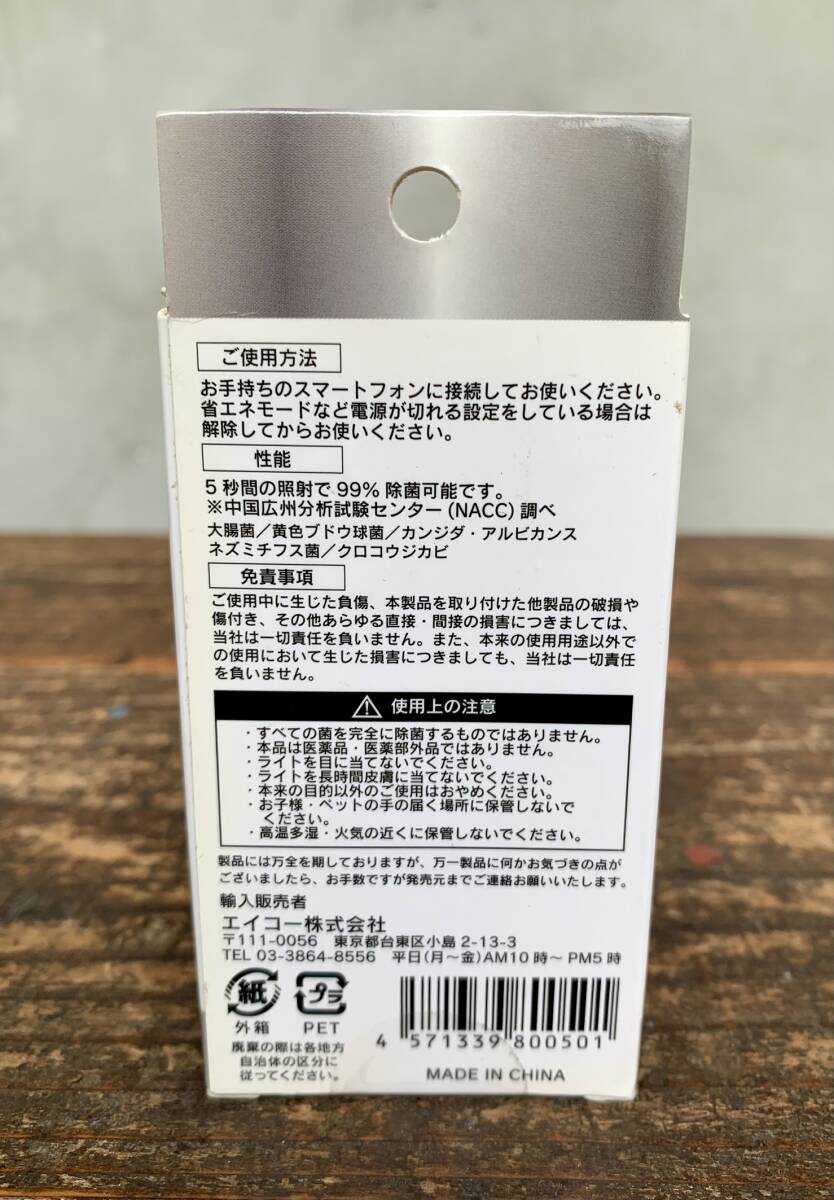 ご使用方法
お手持ちのスマートフォンに接続してお使いください。
省エネモードなど電源が切れる設定をしている場合は
解除してからお使いください。
性能
5秒間の照射で99%除菌可能です。
※中国広州分析試験センター(NACC)調べ
大腸菌／黄色ブドウ球菌／カンジダ・アルビカンス
ネズミチフス菌／クロコウジカビ
免責事項
ご使用中に生じた負傷、本製品を取り付けた他製品の破損や
傷付き、その他あらゆる直接・間接の損害につきましては、
当社は一切責任を負いません。また、本来の使用用途以外で
の使用において生じた損害につきましても、当社は一切責任
を負いません。
使用上の注意
・すべての菌を完全に除菌するものではありません。
・本品は医薬品・医薬部外品ではありません。
・ライトを目に当てないでください。
・ライトを長時間皮膚に当てないでください。
・本来の目的以外のご使用はおやめください。
・お子様・ペットの手の届く場所に保管しないで
ください。
・高温多湿・火気の近くに保管しないでください。
製品には万全を期しておりますが、万一製品に何かお気づきの点が
ございましたら、お手数ですが発売元までご連絡お願いいたします。
輸入販売者
エイコー株式会社
〒111-0056 東京都台東区小島2-13-3
TEL 03-3864-8556 平日(月～金)AM10時～PM5時
紙 プラ
外箱 PET
廃棄の際は各地方
自治体の区分に
従ってください。
4 571339 800501
MADE IN CHINA